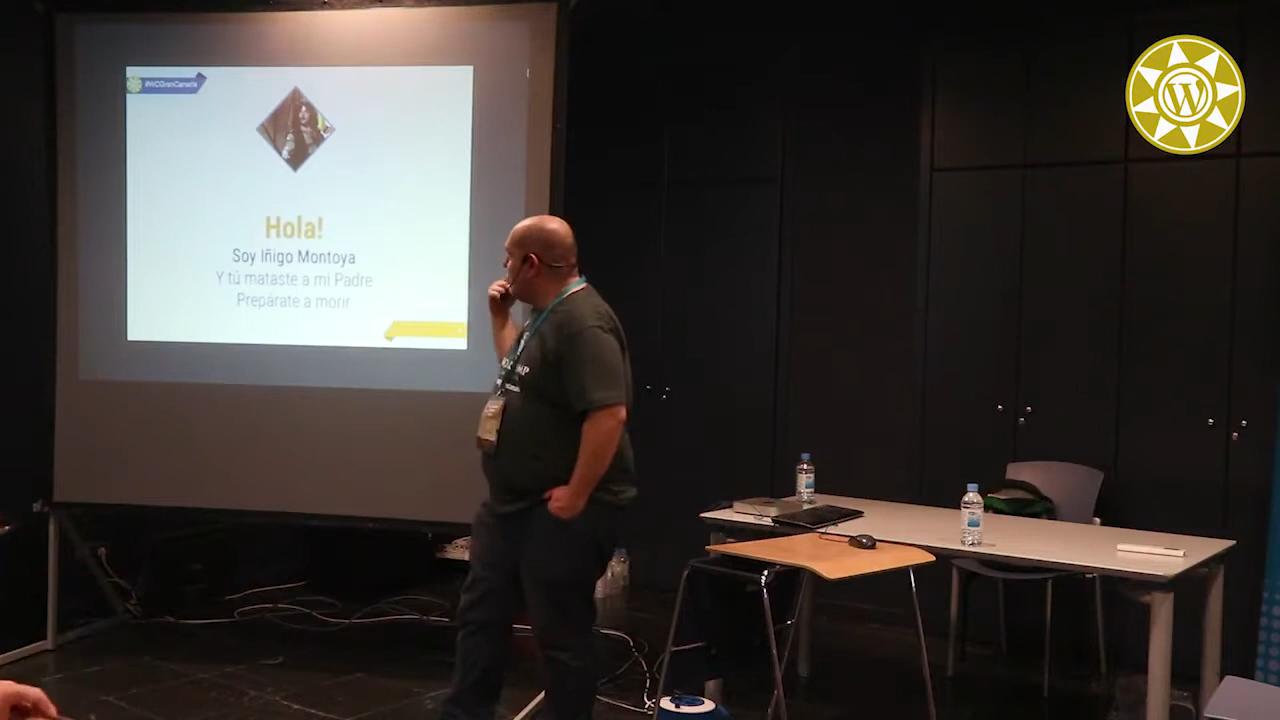 #WCGranCanaria
Hola!
Soy Iñigo Montoya
Y tú mataste a mi Padre
Prepárate a morir